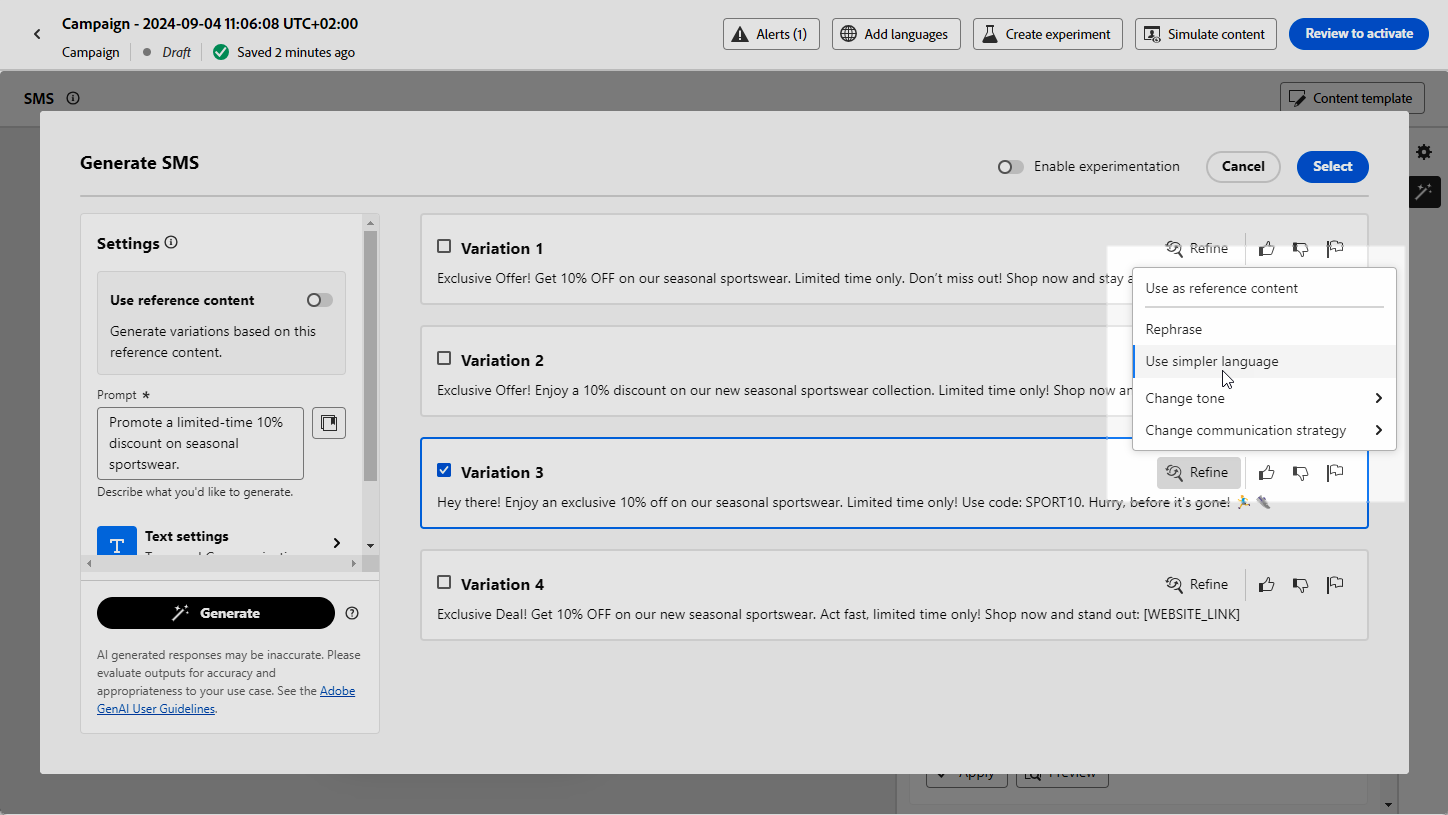 Campaign - 2024-09-04 11:06:08 UTC+02:00
Campaign
Draft
Saved 2 minutes ago
Alerts (1)
Add languages
Create experiment
Simulate content
Review to activate
SMS
Content template
Generate SMS
Enable experimentation
Cancel
Select
Settings
Use reference content
Generate variations based on this
reference content.
Prompt *
Promote a limited-time 10%
discount on seasonal
sportswear.
Describe what you'd like to generate.
T
Text settings
Generate
AI generated responses may be inaccurate. Please
evaluate outputs for accuracy and
appropriateness to your use case. See the Adobe
GenAI User Guidelines.
Variation 1
Refine
Exclusive Offer! Get 10% OFF on our seasonal sportswear. Limited time only. Don't miss out! Shop now and stay
Use as reference content
Rephrase
Use simpler language
Change tone
Change communication strategy
Variation 2
Exclusive Offer! Enjoy a 10% discount on our new seasonal sportswear collection. Limited time only! Shop now
Variation 3
Refine
Hey there! Enjoy an exclusive 10% off on our seasonal sportswear. Limited time only! Use code: SPORT10. Hurry, before it's gone! 🏃‍♂️ 👟
Variation 4
Refine
Exclusive Deal! Get 10% OFF on our new seasonal sportswear. Act fast, limited time only! Shop now and stand out: [WEBSITE_LINK]
Apply
Preview